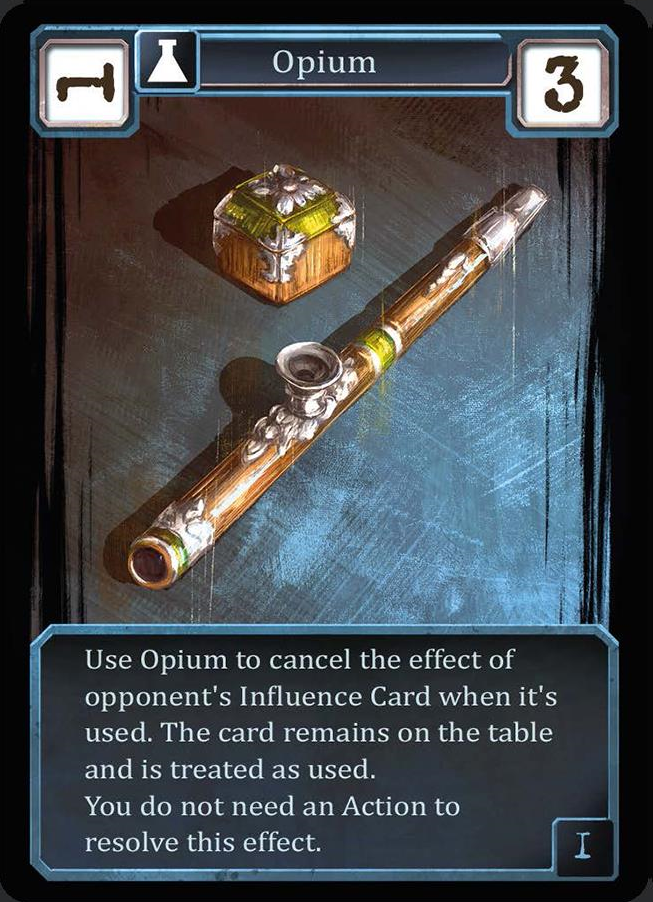 1
Opium
3
Use Opium to cancel the effect of
opponent's Influence Card when it's
used. The card remains on the table
and is treated as used.
You do not need an Action to
resolve this effect.
I